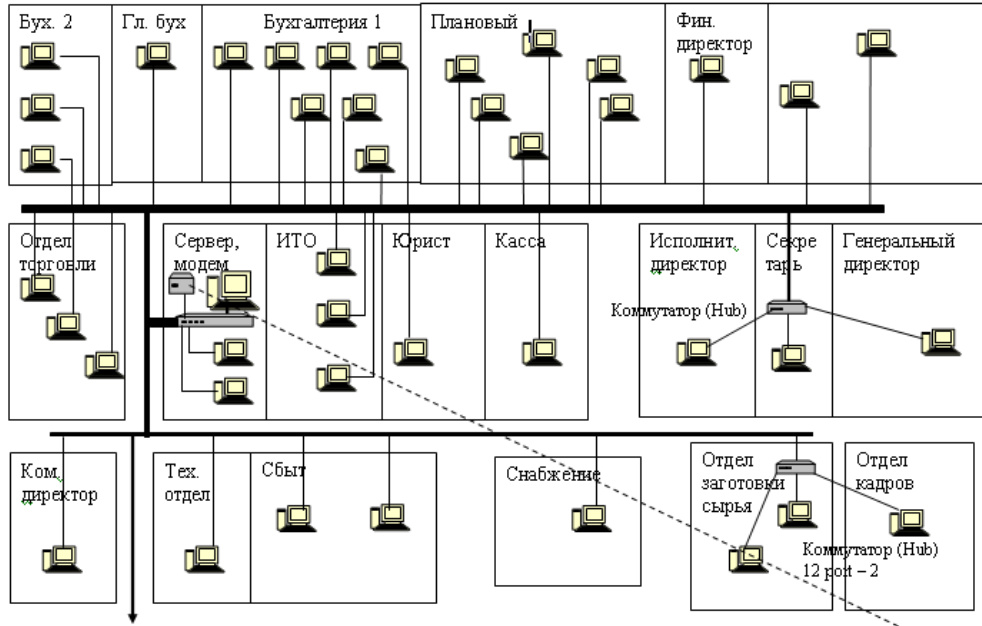 Бух. 2
Гл. бух
Бухгалтерия 1
Плановый
Фин.
директор
Отдел
торговли
Сервер,
модем
ИТО
Юрист
Касса
Исполнит.
директор
Секре
тарь
Генеральный
директор
Коммутатор (Hub)
Ком.
директор
Тех.
отдел
Сбыт
Снабжение
Отдел
заготовки
сырья
Отдел
кадров
Коммутатор (Hub)
12 port – 2